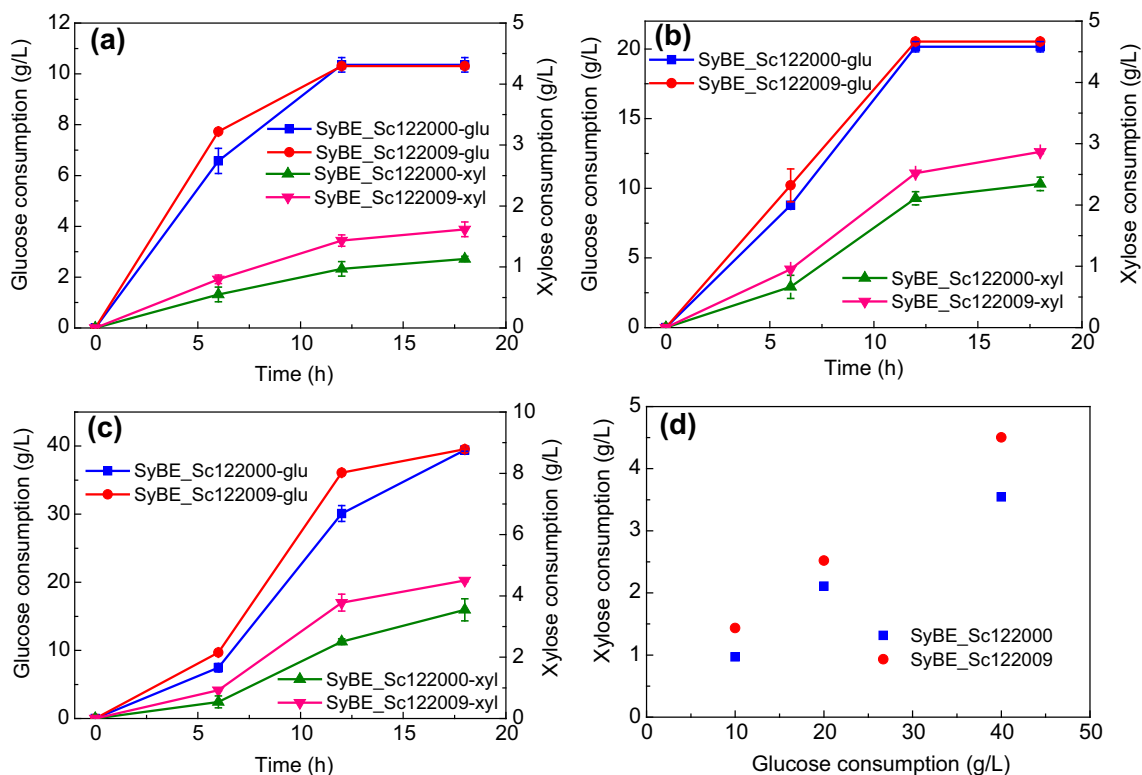 (a)
12
10
8
6
4
2
0
5
4
3
2
1
0
Glucose consumption (g/L)
Xylose consumption (g/L)
SyBE_Sc122000-glu
SyBE_Sc122009-glu
SyBE_Sc122000-xyl
SyBE_Sc122009-xyl
0 5 10 15 20
Time (h)
(b)
20
15
10
5
0
5
4
3
2
1
0
Glucose consumption (g/L)
Xylose consumption (g/L)
SyBE_Sc122000-glu
SyBE_Sc122009-glu
SyBE_Sc122000-xyl
SyBE_Sc122009-xyl
0 5 10 15 20
Time (h)
(c)
40
30
20
10
0
10
8
6
4
2
0
Glucose consumption (g/L)
Xylose consumption (g/L)
SyBE_Sc122000-glu
SyBE_Sc122009-glu
SyBE_Sc122000-xyl
SyBE_Sc122009-xyl
0 5 10 15 20
Time (h)
(d)
5
4
3
2
1
0
Xylose consumption (g/L)
SyBE_Sc122000
SyBE_Sc122009
0 10 20 30 40 50
Glucose consumption (g/L)